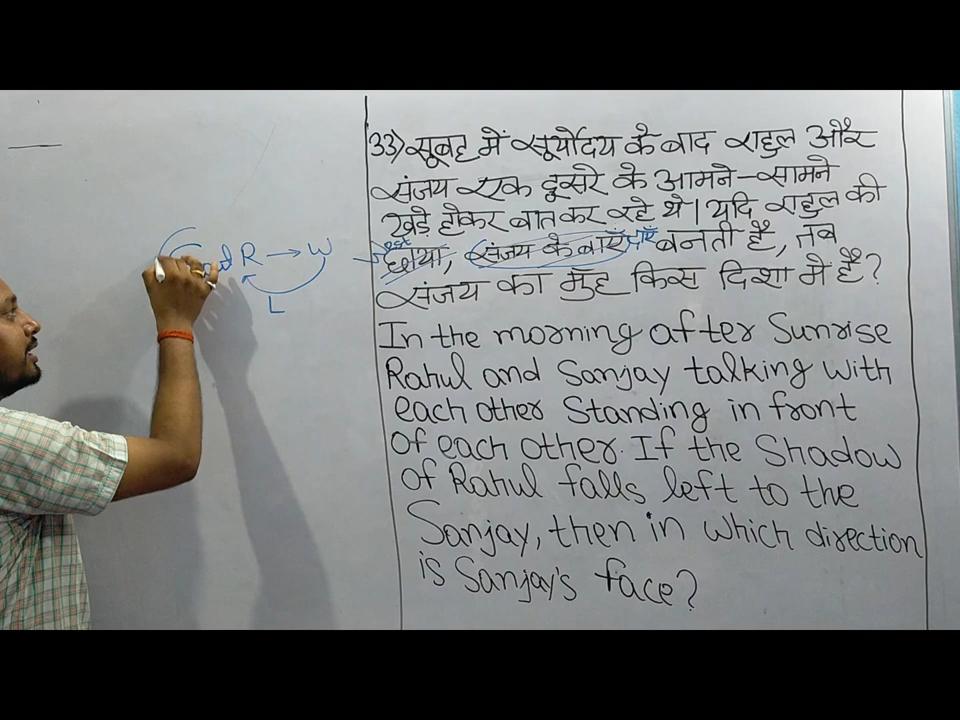 33) सूबह में सूर्योदय के बाद राहुल और
संजय एक दूसरे के आमने-सामने
खड़े होकर बात कर रहे थे। यदि राहुल की
छाया, संजय के बाएँ बनती है, तब
संजय का मुँह किस दिशा में है?
In the morning after Sunrise
Rahul and Sanjay talking with
each other Standing in front
of each other. If the Shadow
of Rahul falls left to the
Sanjay, then in which direction
is Sanjay's face?
R → W
L